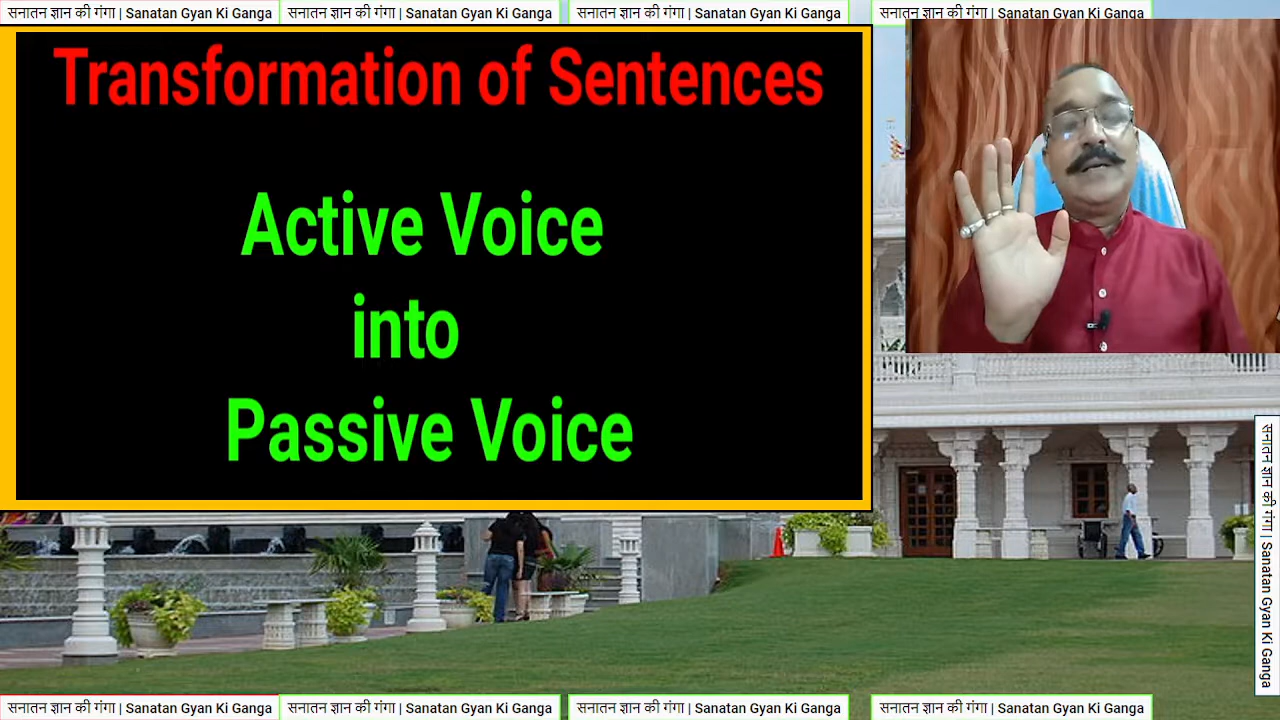 सनातन ज्ञान की गंगा | Sanatan Gyan Ki Ganga
सनातन ज्ञान की गंगा | Sanatan Gyan Ki Ganga
सनातन ज्ञान की गंगा | Sanatan Gyan Ki Ganga
सनातन ज्ञान की गंगा | Sanatan Gyan Ki Ganga
Transformation of Sentences
Active Voice
into
Passive Voice
सनातन ज्ञान की गंगा | Sanatan Gyan Ki Ganga
सनातन ज्ञान की गंगा | Sanatan Gyan Ki Ganga
सनातन ज्ञान की गंगा | Sanatan Gyan Ki Ganga
सनातन ज्ञान की गंगा | Sanatan Gyan Ki Ganga
सनातन ज्ञान की गंगा | Sanatan Gyan Ki Ganga